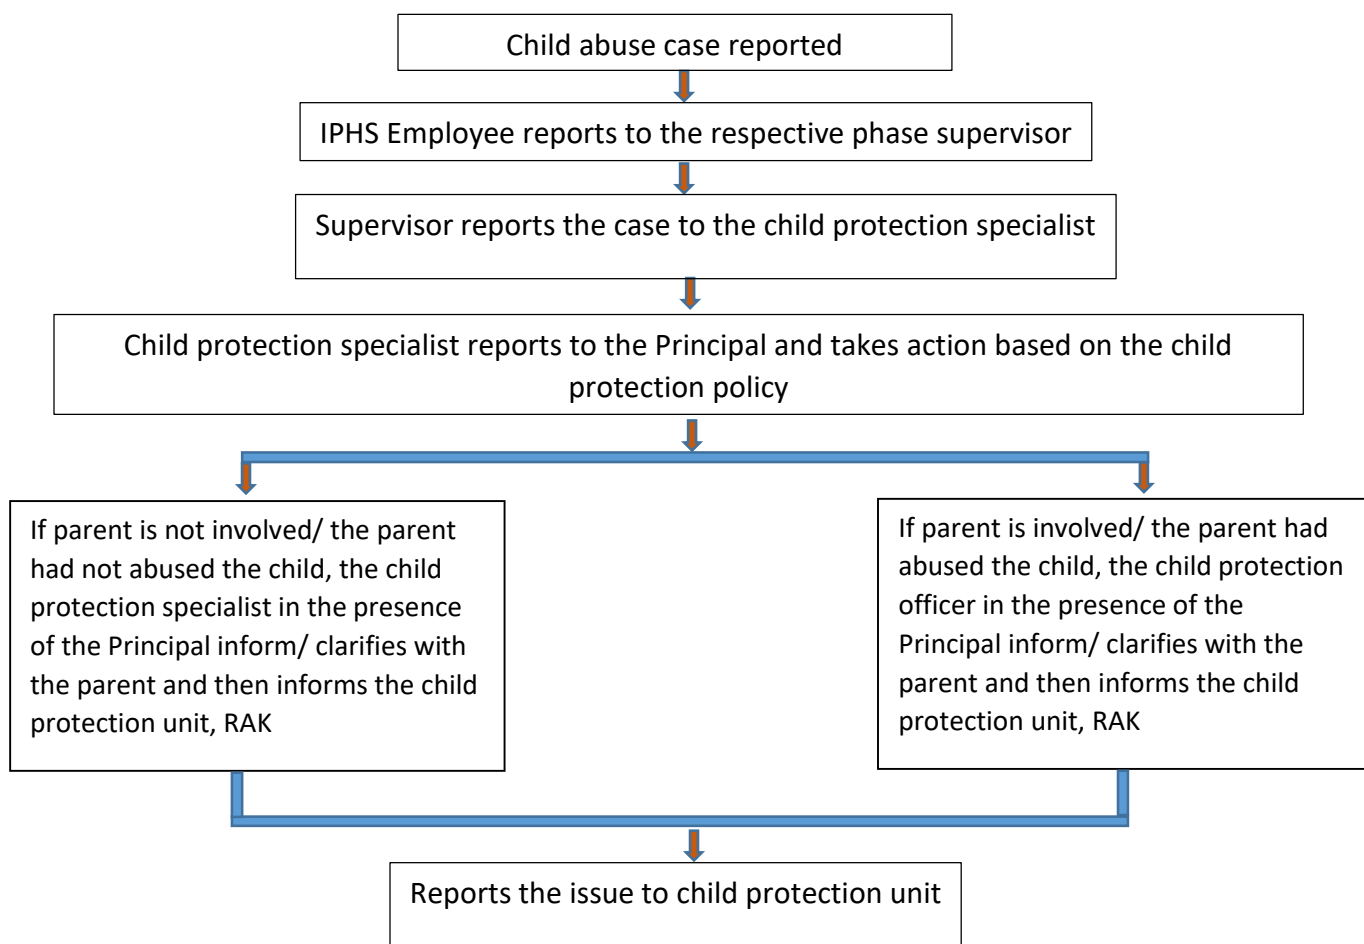 Child abuse case reported
IPHS Employee reports to the respective phase supervisor
Supervisor reports the case to the child protection specialist
Child protection specialist reports to the Principal and takes action based on the child
protection policy
If parent is not involved/ the parent
had not abused the child, the child
protection specialist in the presence
of the Principal inform/ clarifies with
the parent and then informs the child
protection unit, RAK
If parent is involved/ the parent had
abused the child, the child protection
officer in the presence of the
Principal inform/ clarifies with the
parent and then informs the child
protection unit, RAK
Reports the issue to child protection unit